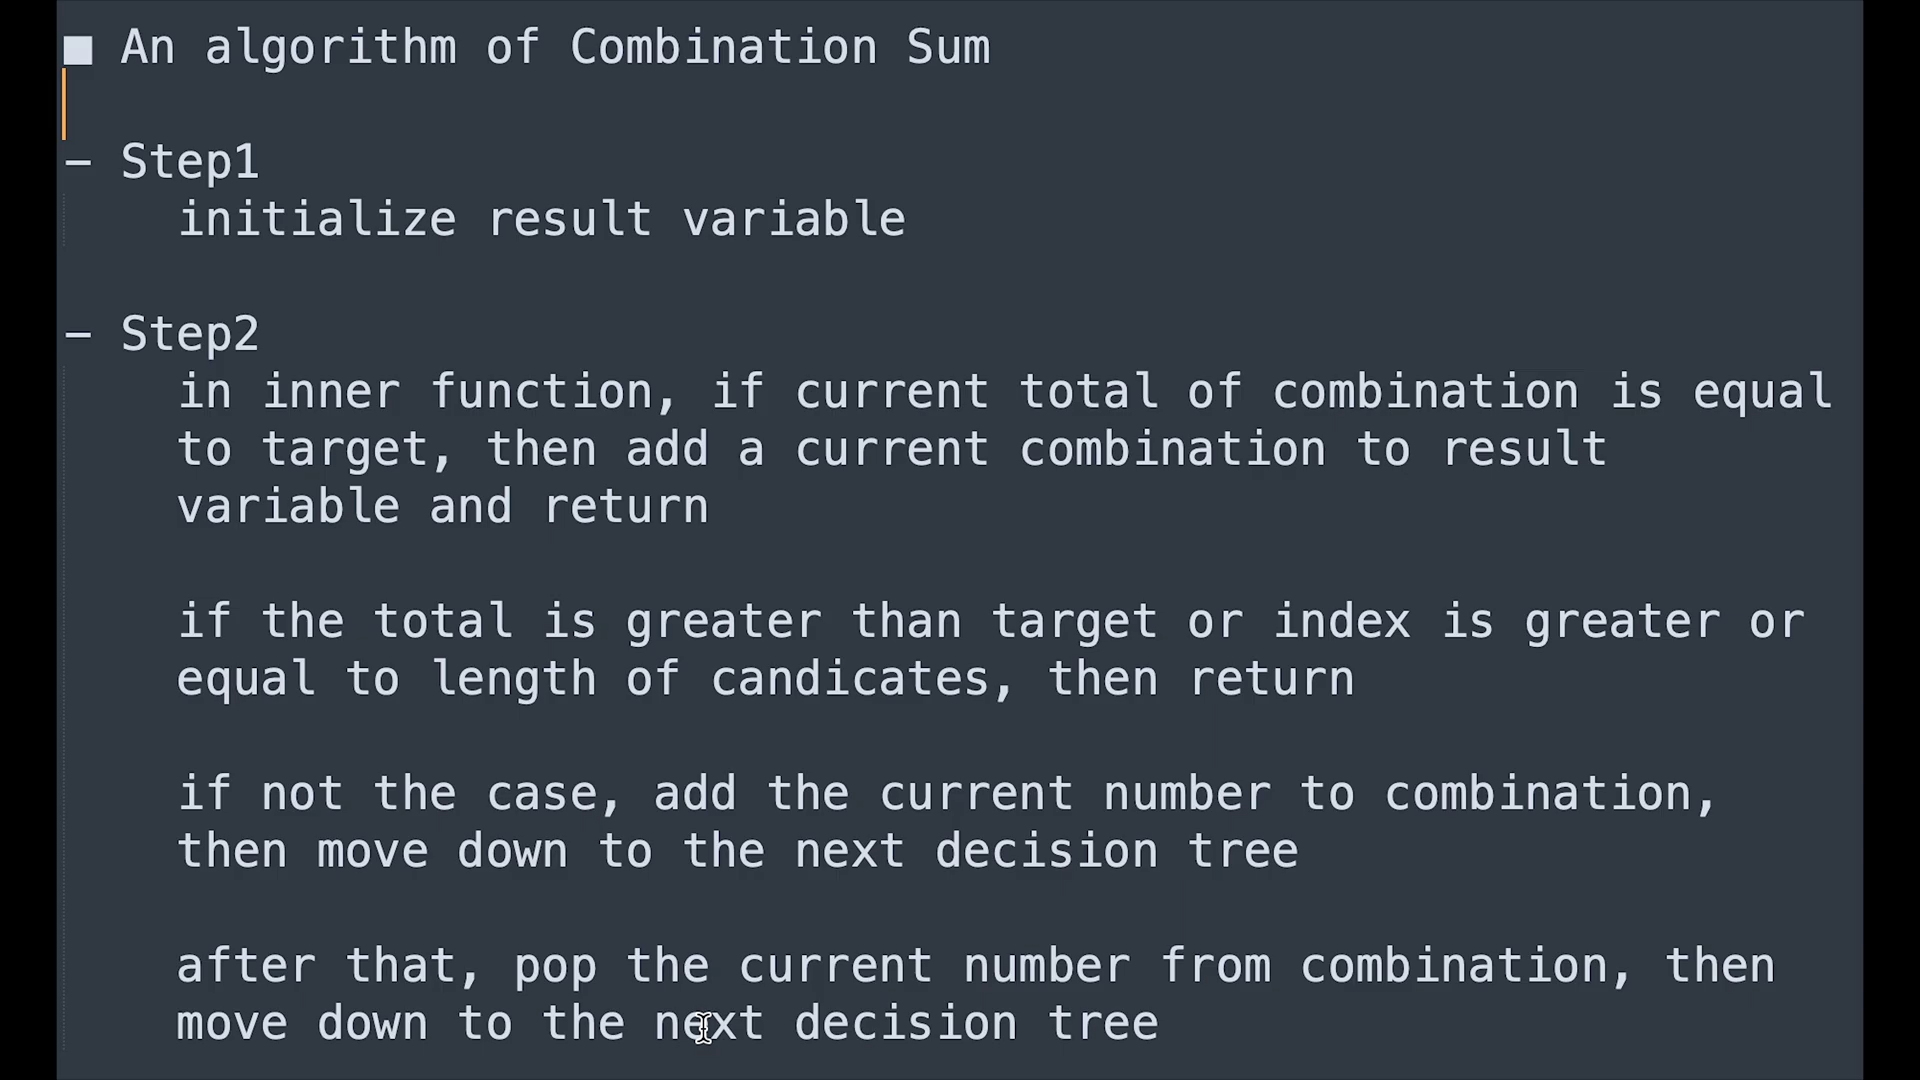 ■ An algorithm of Combination Sum
- Step1
initialize result variable
- Step2
in inner function, if current total of combination is equal
to target, then add a current combination to result
variable and return
if the total is greater than target or index is greater or
equal to length of candicates, then return
if not the case, add the current number to combination,
then move down to the next decision tree
after that, pop the current number from combination, then
move down to the next decision tree